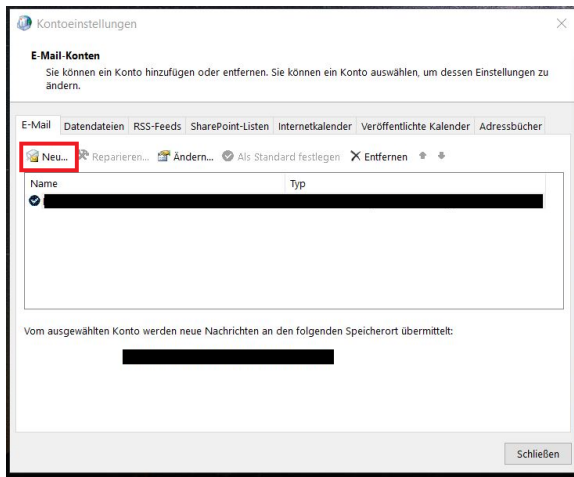 Kontoeinstellungen
E-Mail-Konten
Sie können ein Konto hinzufügen oder entfernen. Sie können ein Konto auswählen, um dessen Einstellungen zu
ändern.
E-Mail Datendateien RSS-Feeds SharePoint-Listen Internetkalender Veröffentlichte Kalender Adressbücher
Neu... Reparieren... Ändern... Als Standard festlegen Entfernen
Name Typ
Vom ausgewählten Konto werden neue Nachrichten an den folgenden Speicherort übermittelt:
Schließen